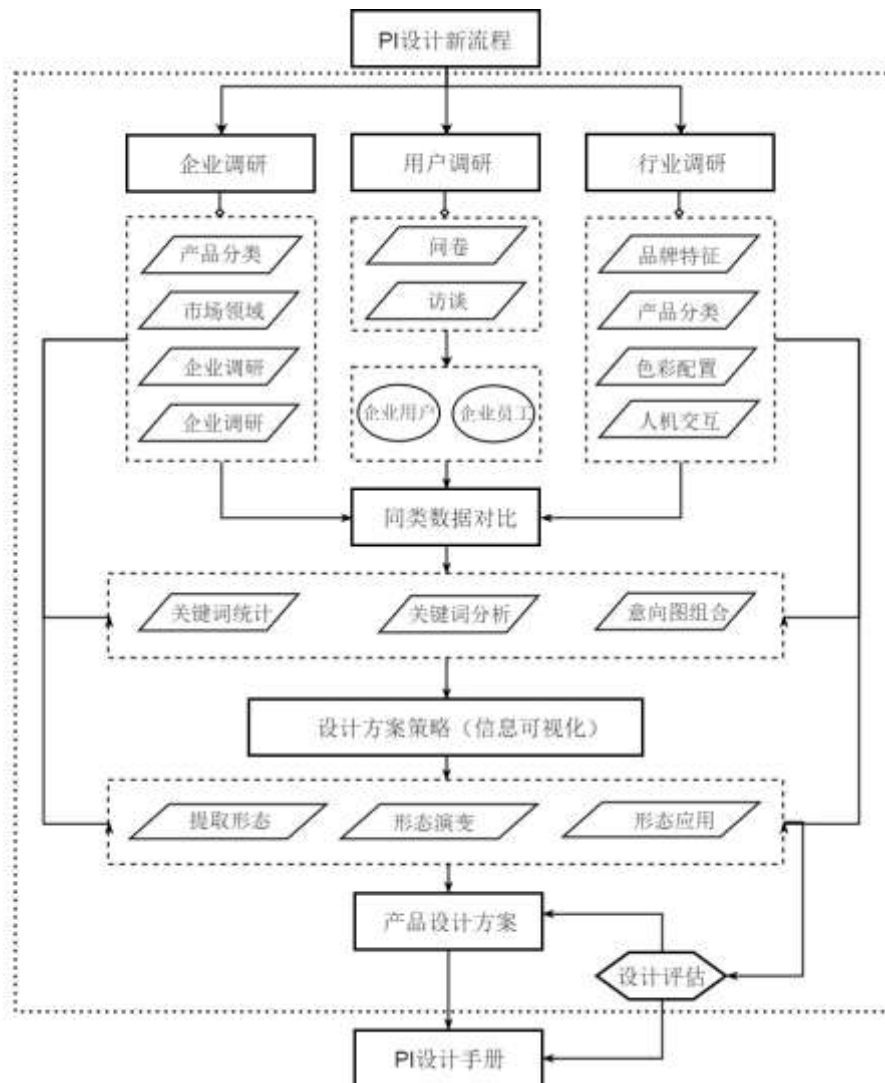 PI设计新流程
企业调研
用户调研
行业调研
产品分类
市场领域
企业调研
企业调研
问卷
访谈
企业用户
企业员工
品牌特征
产品分类
色彩配置
人机交互
同类数据对比
关键词统计
关键词分析
意向图组合
设计方案策略（信息可视化）
提取形态
形态演变
形态应用
产品设计方案
设计评估
PI设计手册